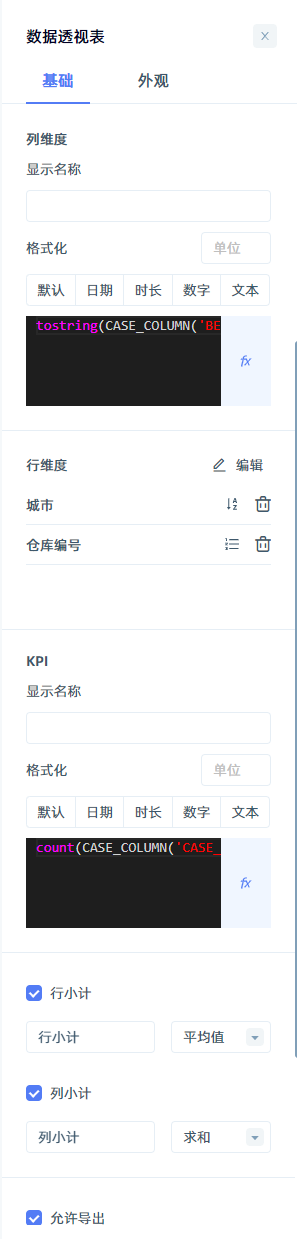 数据透视表
基础 外观
列维度
显示名称
格式化 单位
默认 日期 时长 数字 文本
tostring(CASE_COLUMN('BE
fx
行维度 编辑
城市
仓库编号
KPI
显示名称
格式化 单位
默认 日期 时长 数字 文本
count(CASE_COLUMN('CASE_
fx
行小计
行小计 平均值
列小计
列小计 求和
允许导出